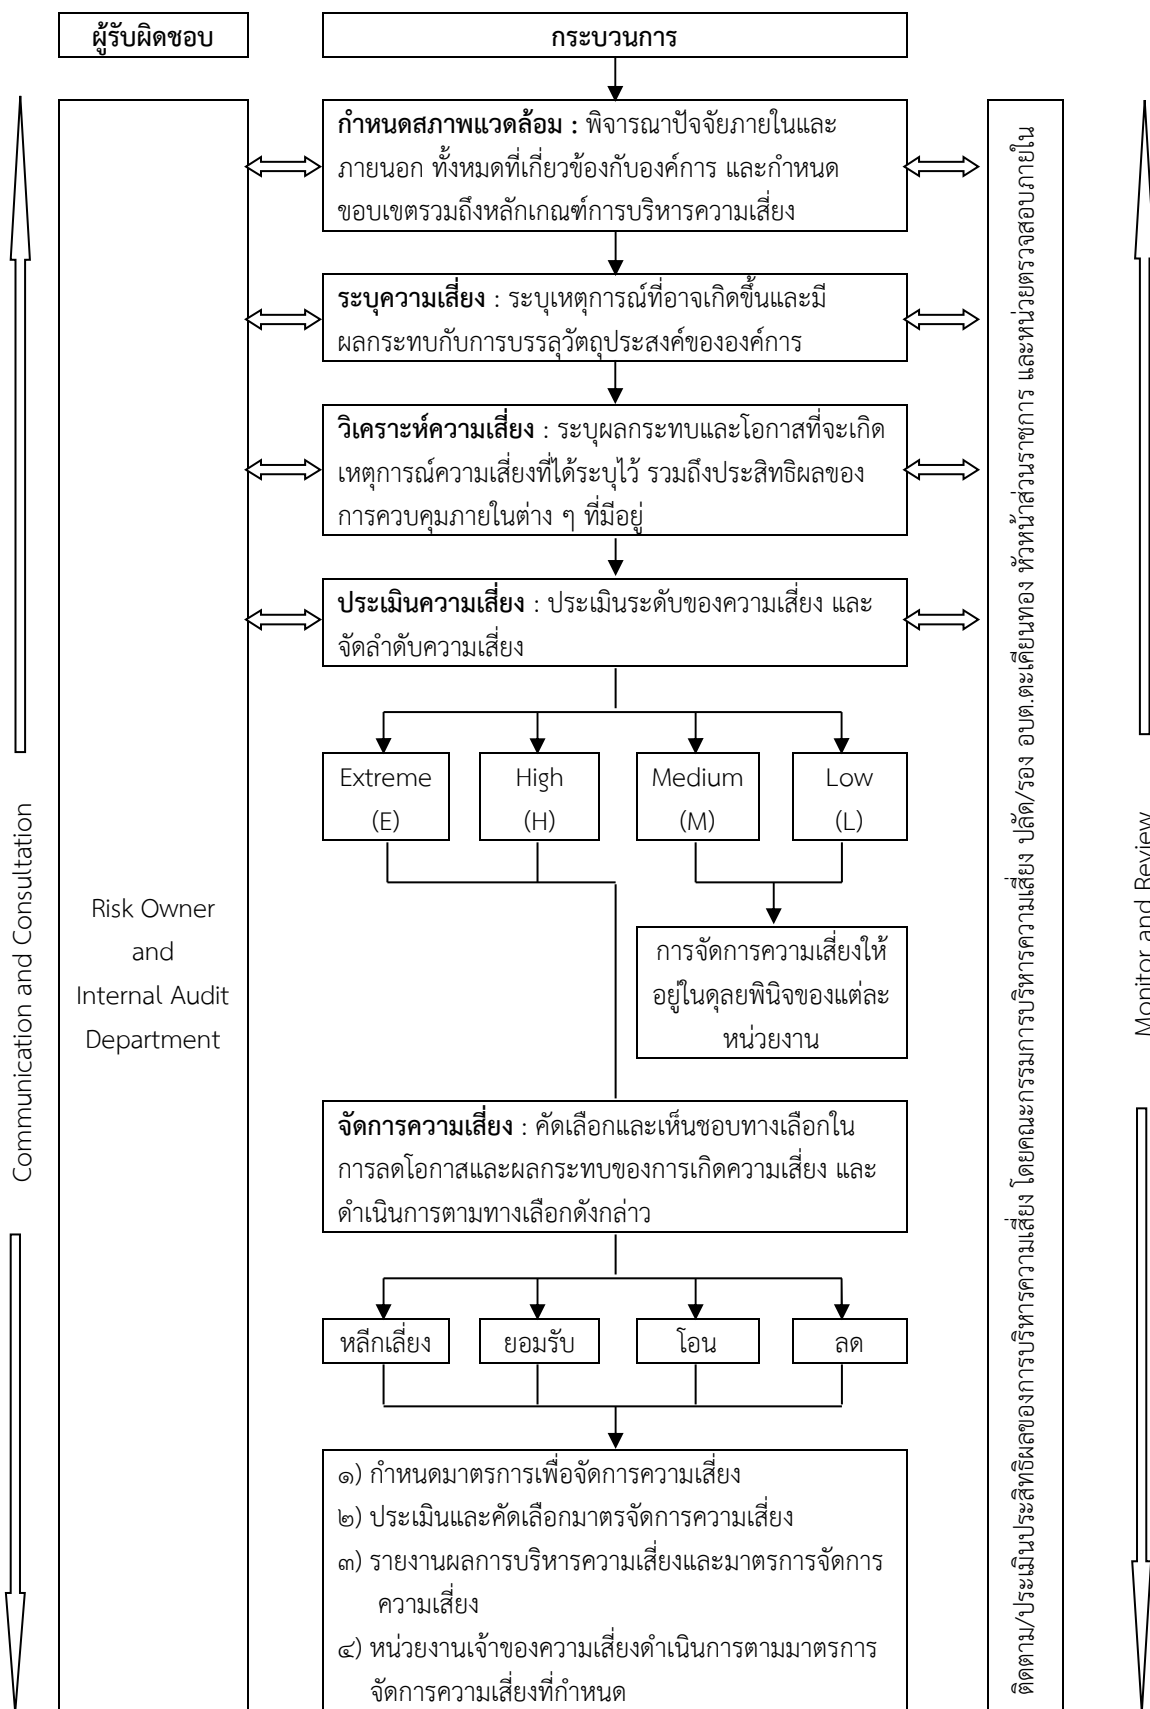 ผู้รับผิดชอบ
กระบวนการ
กำหนดสภาพแวดล้อม : พิจารณาปัจจัยภายในและ
ภายนอก ทั้งหมดที่เกี่ยวข้องกับองค์การ และกำหนด
ขอบเขตรวมถึงหลักเกณฑ์การบริหารความเสี่ยง
ระบุความเสี่ยง : ระบุเหตุการณ์ที่อาจเกิดขึ้นและมี
ผลกระทบกับการบรรลุวัตถุประสงค์ขององค์การ
วิเคราะห์ความเสี่ยง : ระบุผลกระทบและโอกาสที่จะเกิด
เหตุการณ์ความเสี่ยงที่ได้ระบุไว้ รวมถึงประสิทธิผลของ
การควบคุมภายในต่าง ๆ ที่มีอยู่
ประเมินความเสี่ยง : ประเมินระดับของความเสี่ยง และ
จัดลำดับความเสี่ยง
Extreme
(E)
High
(H)
Medium
(M)
Low
(L)
การจัดการความเสี่ยงให้
อยู่ในดุลยพินิจของแต่ละ
หน่วยงาน
จัดการความเสี่ยง : คัดเลือกและเห็นชอบทางเลือกใน
การลดโอกาสและผลกระทบของการเกิดความเสี่ยง และ
ดำเนินการตามทางเลือกดังกล่าว
หลีกเลี่ยง
ยอมรับ
โอน
ลด
๑) กำหนดมาตรการเพื่อจัดการความเสี่ยง
๒) ประเมินและคัดเลือกมาตรจัดการความเสี่ยง
๓) รายงานผลการบริหารความเสี่ยงและมาตรการจัดการ
ความเสี่ยง
๔) หน่วยงานเจ้าของความเสี่ยงดำเนินการตามมาตรการ
จัดการความเสี่ยงที่กำหนด
Communication and Consultation
Risk Owner
and
Internal Audit
Department
ติดตาม/ประเมินประสิทธิผลของการบริหารความเสี่ยง โดยคณะกรรมการบริหารความเสี่ยง ปลัด/รอง อบต.ตะเคียนทอง หัวหน้าส่วนราชการ และหน่วยตรวจสอบภายใน
Monitor and Review